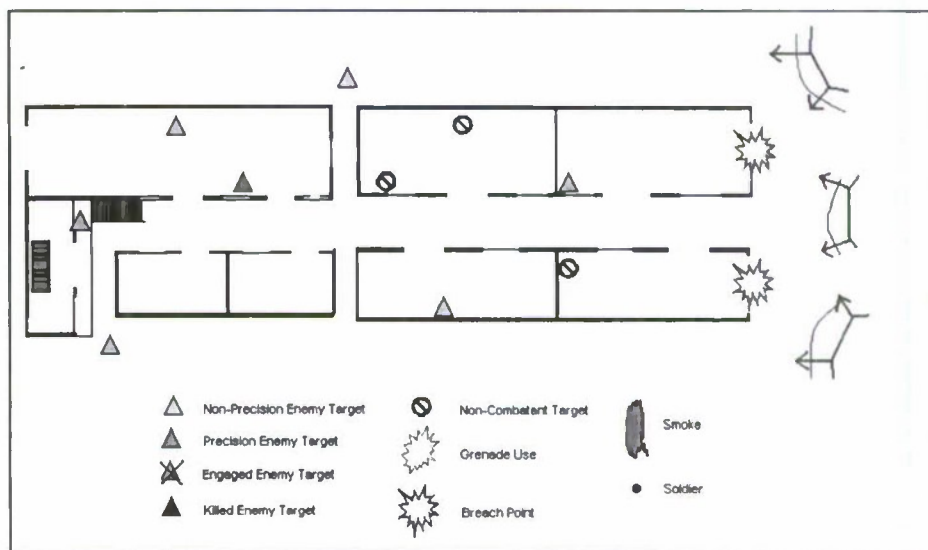 Non-Precision Enemy Target
Precision Enemy Target
Engaged Enemy Target
Killed Enemy Target
Non-Combatant Target
Grenade Use
Breach Point
Smoke
Soldier